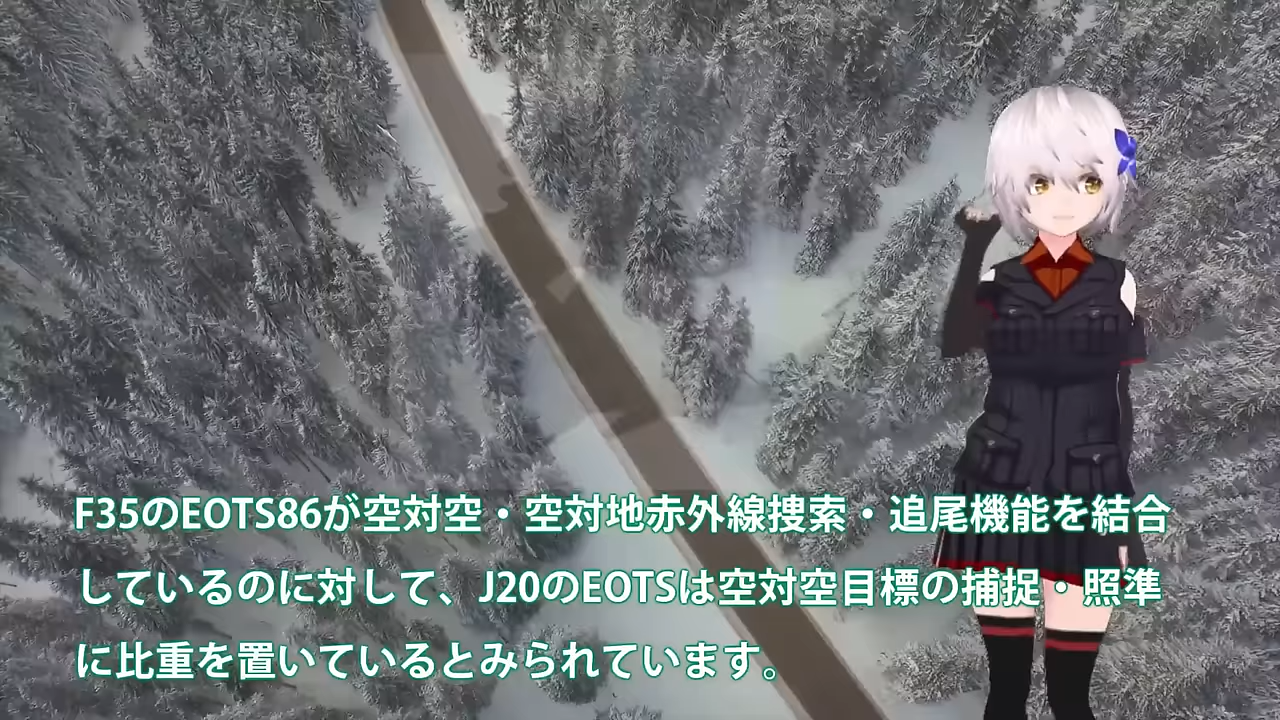 F35のEOTS86が空対空・空対地赤外線捜索・追尾機能を結合
しているのに対して、J20のEOTSは空対空目標の捕捉・照準
に比重を置いているとみられています。